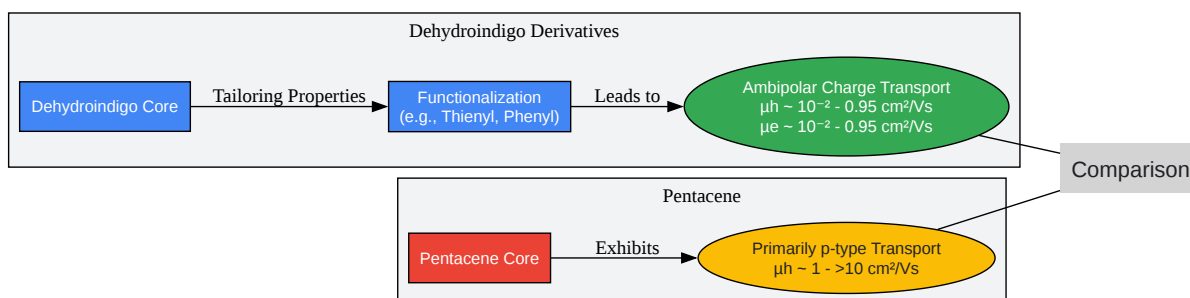 Dehydroindigo Derivatives
Dehydroindigo Core
Tailoring Properties
Functionalization
(e.g., Thienyl, Phenyl)
Leads to
Ambipolar Charge Transport
µh ~ 10⁻² - 0.95 cm²/Vs
µe ~ 10⁻² - 0.95 cm²/Vs
Comparison
Pentacene
Pentacene Core
Exhibits
Primarily p-type Transport
µh ~ 1 - >10 cm²/Vs